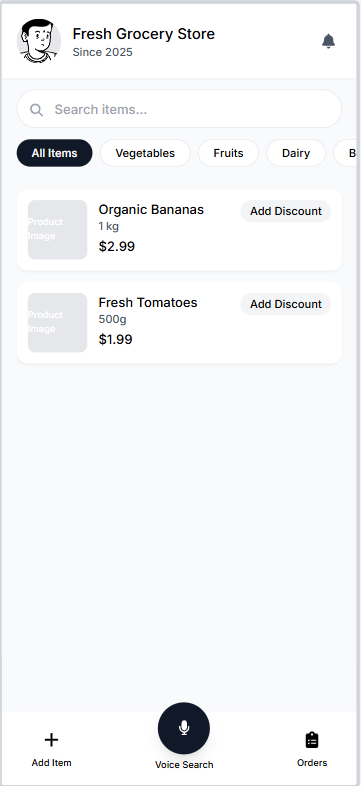 Fresh Grocery Store
Since 2025
Search items...
All Items
Vegetables
Fruits
Dairy
B
Product
Image
Organic Bananas
1 kg
$2.99
Add Discount
Product
Image
Fresh Tomatoes
500g
$1.99
Add Discount
Add Item
Voice Search
Orders